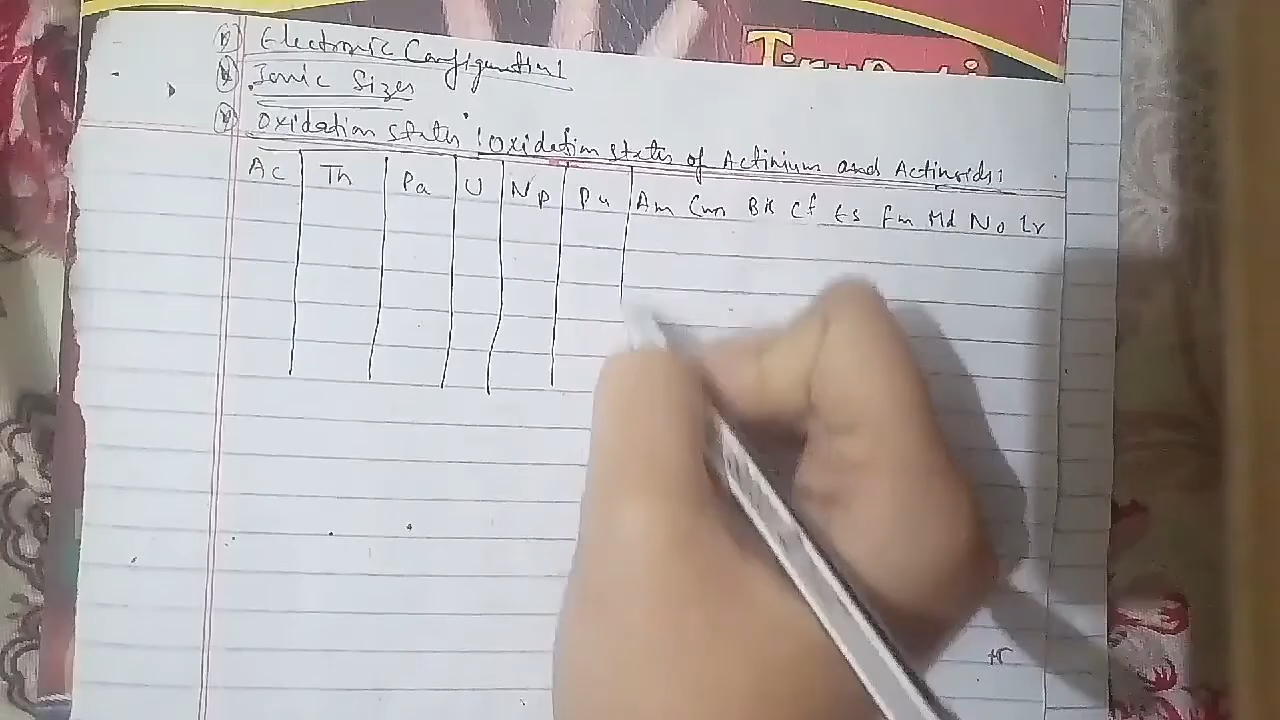 Electronic Configuration
Ionic Sizes
Oxidation states : Oxidation states of Actinium and Actinoids:
Ac Th Pa U Np Pu Am Cm Bk Cf Es Fm Md No Lr